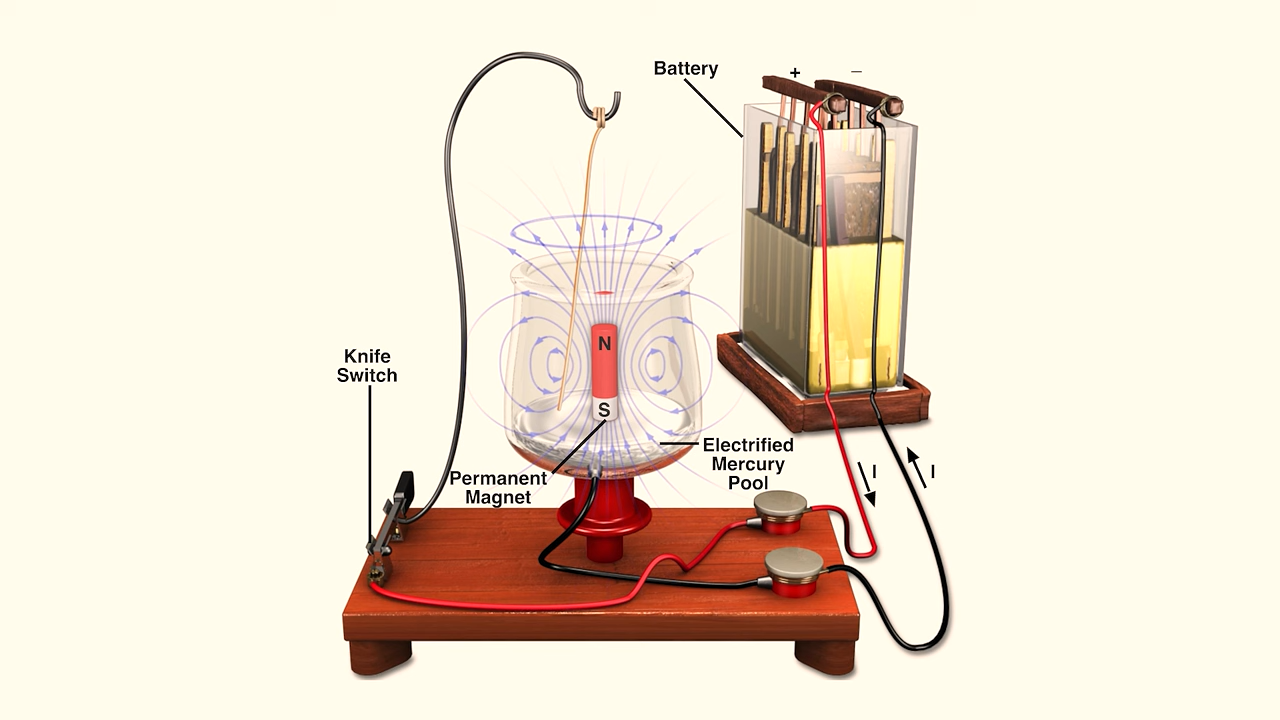 Battery
+
–
N
S
Knife
Switch
Electrified
Mercury
Pool
Permanent
Magnet
I
I